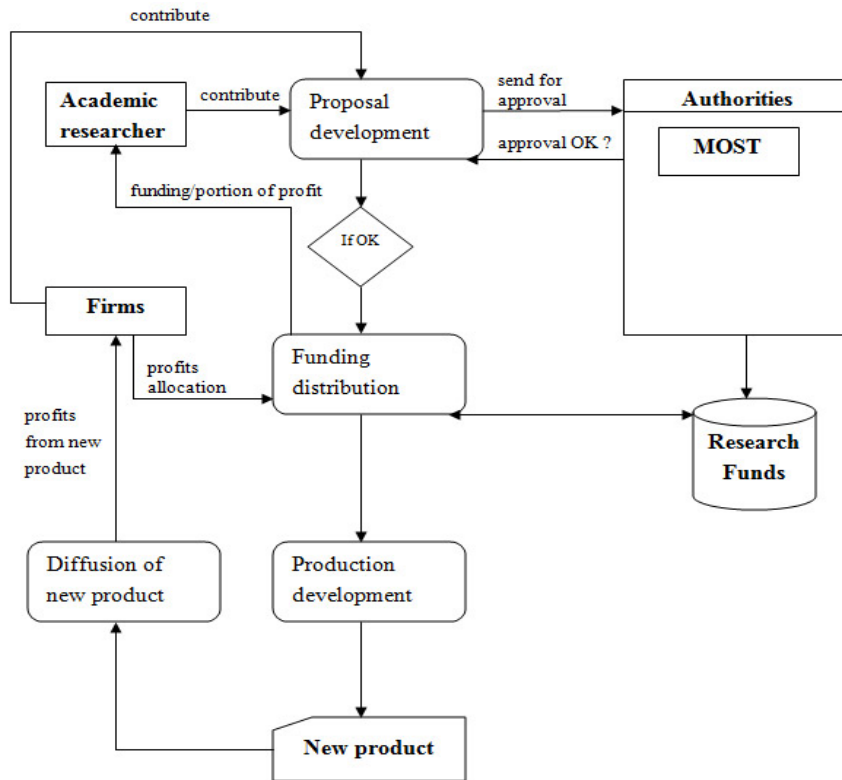 contribute
Academic
researcher
contribute
Proposal
development
send for
approval
approval OK ?
Authorities
MOST
funding/portion of profit
If OK
Firms
profits
allocation
Funding
distribution
profits
from new
product
Research
Funds
Diffusion of
new product
Production
development
New product